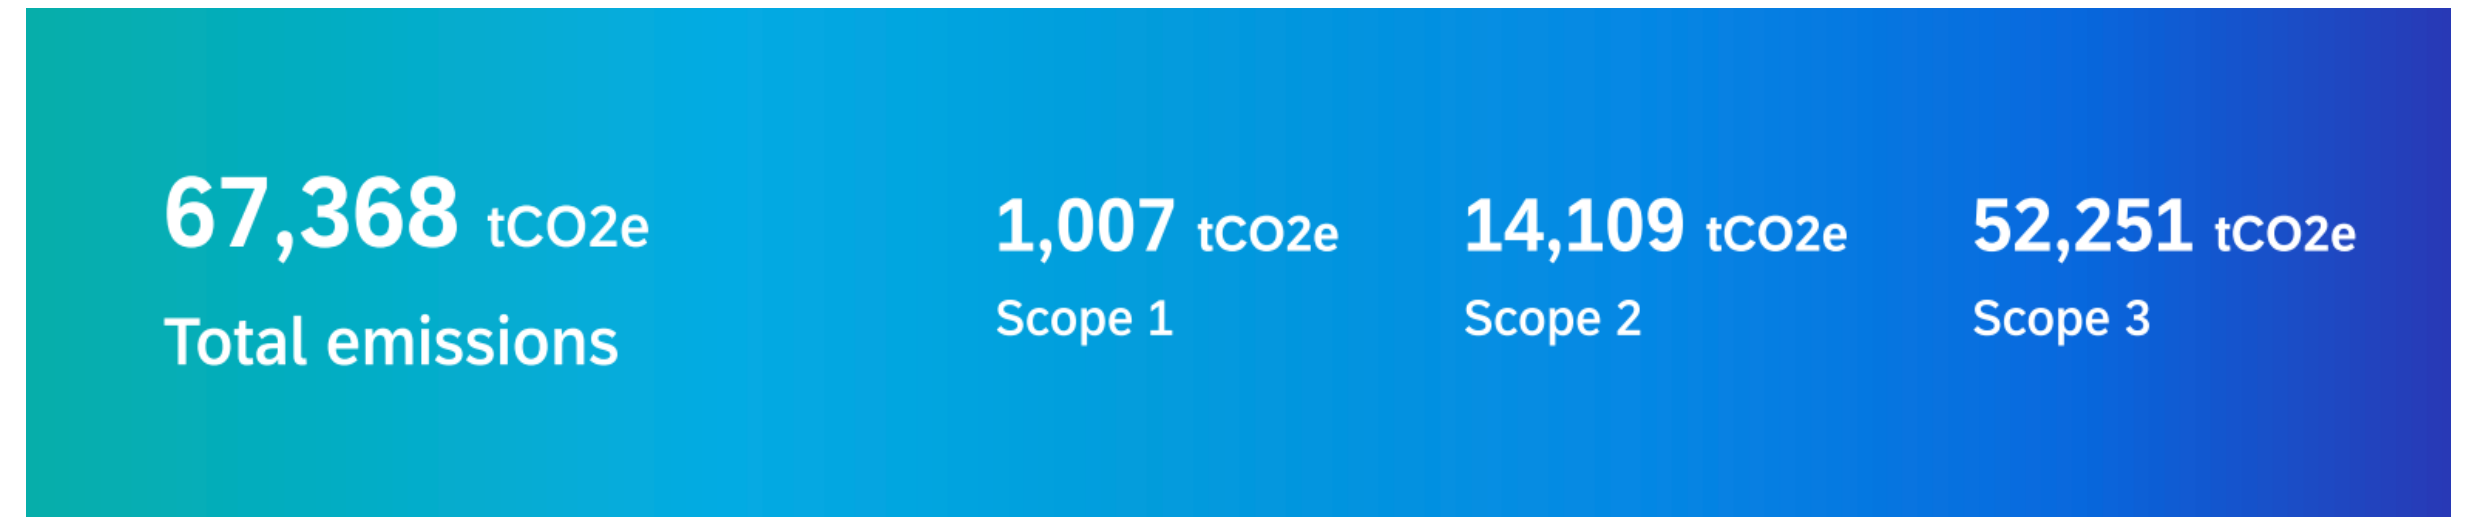 67,368 tCO2e
Total emissions
1,007 tCO2e
Scope 1
14,109 tCO2e
Scope 2
52,251 tCO2e
Scope 3